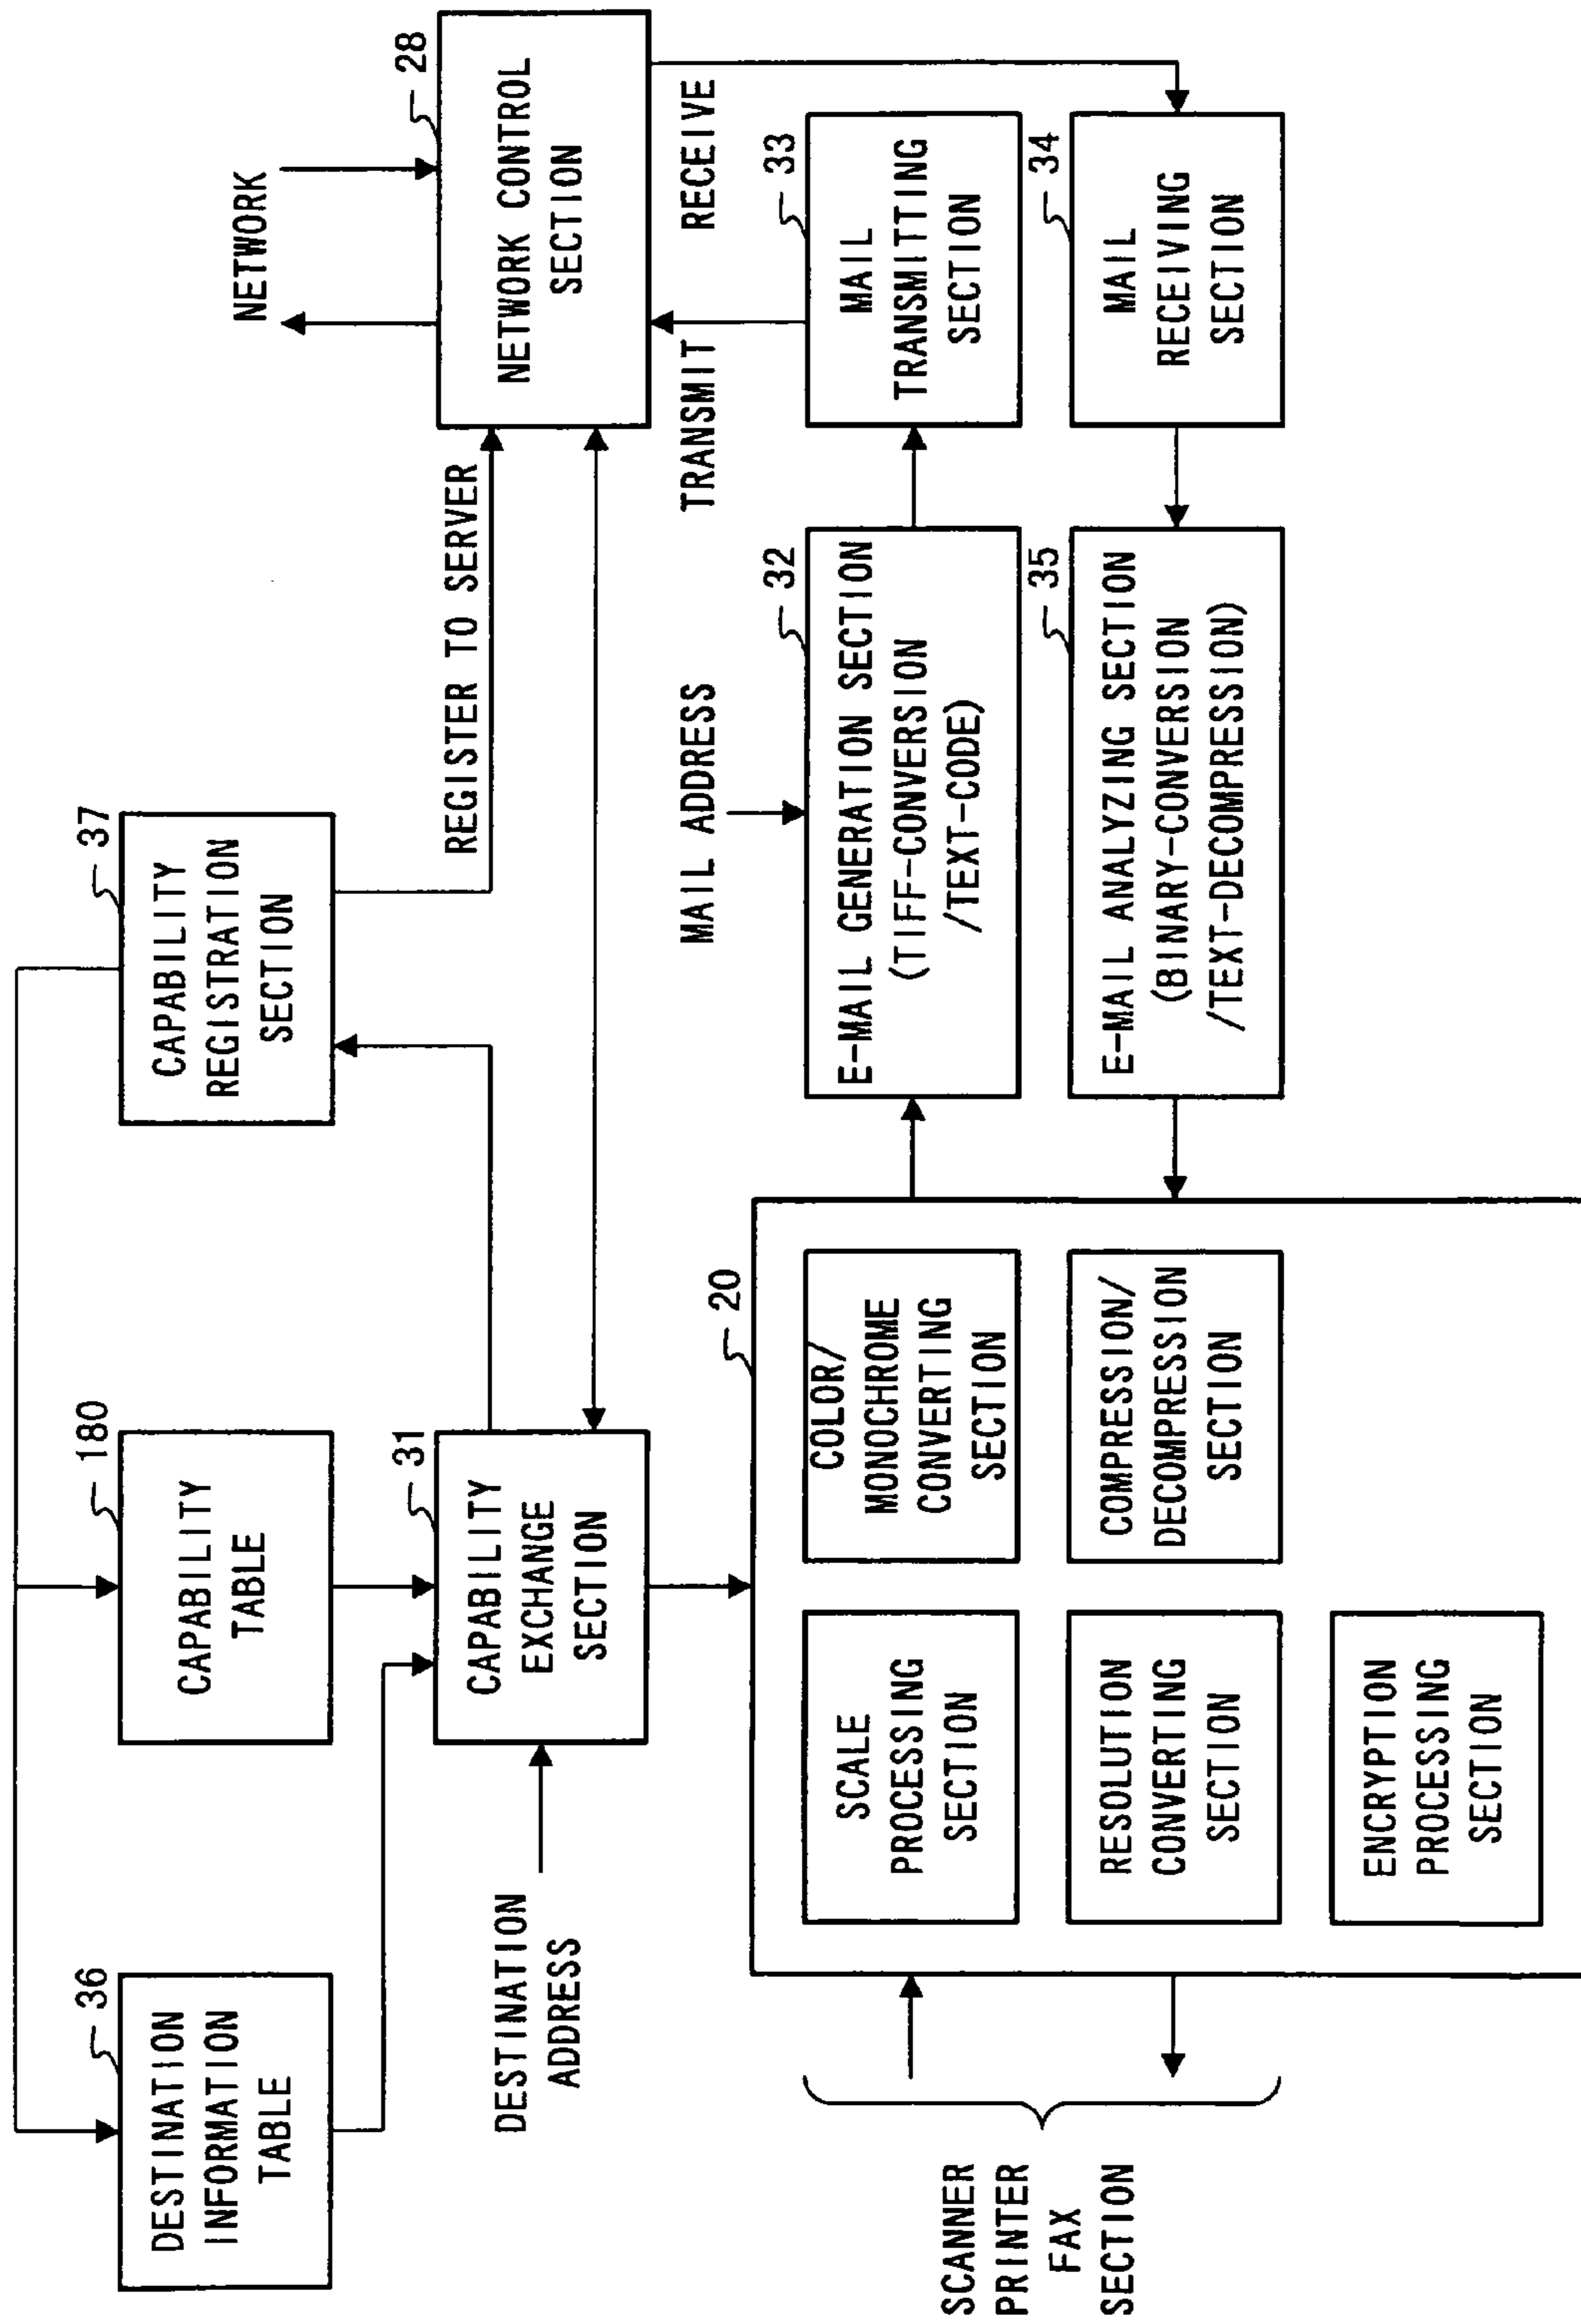 36
DESTINATION
INFORMATION
TABLE
180
CAPABILITY
TABLE
37
CAPABILITY
REGISTRATION
SECTION
NETWORK
28
NETWORK CONTROL
SECTION
REGISTER TO SERVER
DESTINATION
ADDRESS
31
CAPABILITY
EXCHANGE
SECTION
MAIL ADDRESS
TRANSMIT
RECEIVE
SCANNER
PRINTER
FAX
SECTION
20
SCALE
PROCESSING
SECTION
COLOR/
MONOCHROME
CONVERTING
SECTION
RESOLUTION
CONVERTING
SECTION
COMPRESSION/
DECOMPRESSION
SECTION
ENCRYPTION
PROCESSING
SECTION
32
E-MAIL GENERATION SECTION
(TIFF-CONVERSION
/TEXT-CODE)
33
MAIL
TRANSMITTING
SECTION
35
E-MAIL ANALYZING SECTION
(BINARY-CONVERSION
/TEXT-DECOMPRESSION)
34
MAIL
RECEIVING
SECTION